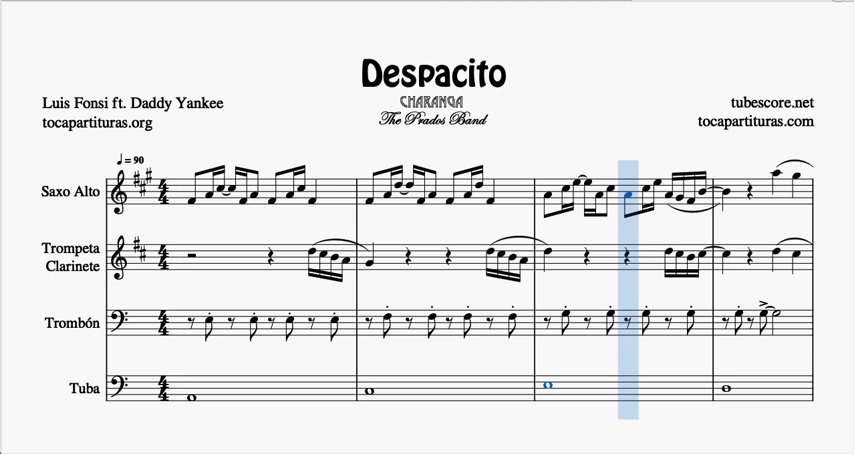 Despacito
CHARANGA
The Prados Band
Luis Fonsi ft. Daddy Yankee
tocapartituras.org
tubescore.net
tocapartituras.com
♩ = 90
Saxo Alto
Trompeta
Clarinete
Trombón
Tuba